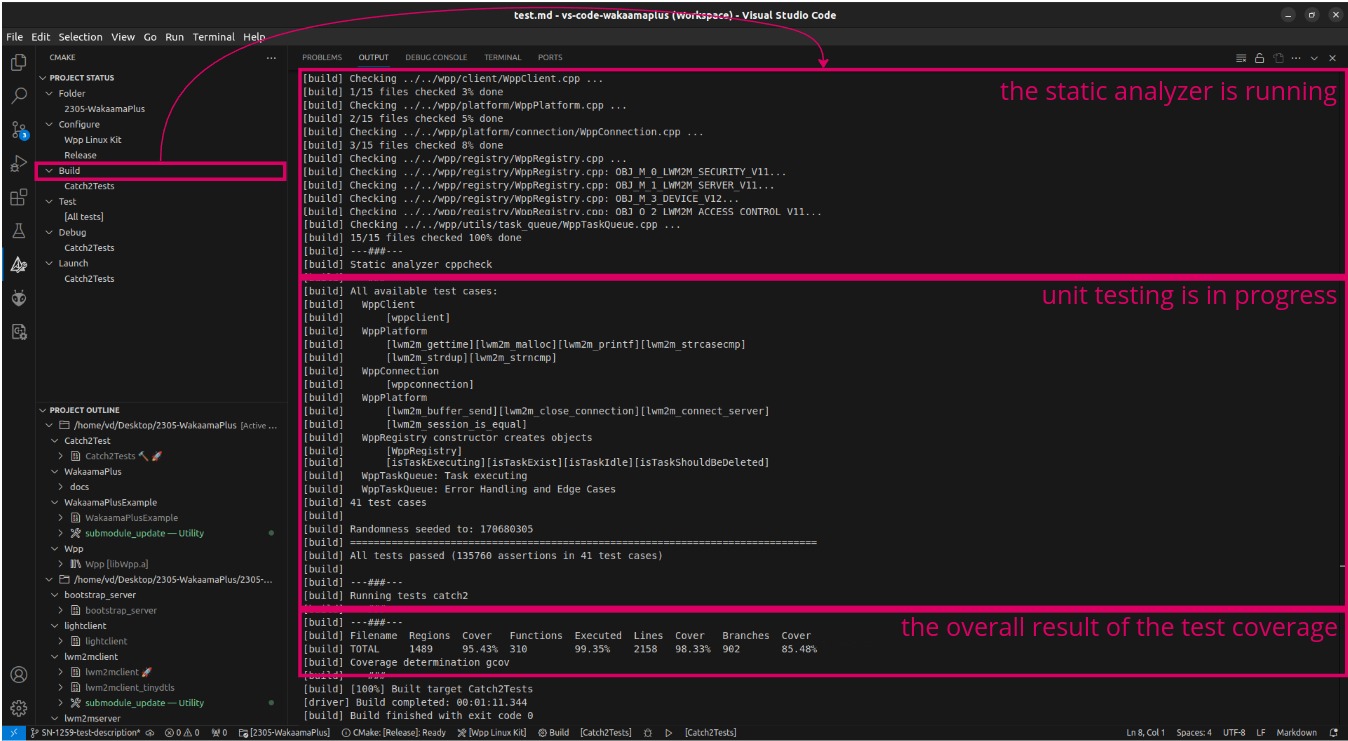 test.md - vs-code-wakaamaplus (Workspace) - Visual Studio Code
File Edit Selection View Go Run Terminal Help
CMAKE
PROJECT STATUS
Folder
2305-WakaamaPlus
Configure
Wpp Linux Kit
Release
Build
Catch2Tests
Test
[All tests]
Debug
Catch2Tests
Launch
Catch2Tests
PROJECT OUTLINE
/home/vd/Desktop/2305-WakaamaPlus [Active ...
Catch2Test
Catch2Tests
WakaamaPlus
docs
WakaamaPlusExample
WakaamaPlusExample
submodule_update — Utility
Wpp
Wpp [libWpp.a]
/home/vd/Desktop/2305-WakaamaPlus/2305-...
bootstrap_server
bootstrap_server
lightclient
lightclient
lwm2mclient
lwm2mclient
lwm2mclient_tinydtls
submodule_update — Utility
lwm2mserver
3
PROBLEMS OUTPUT DEBUG CONSOLE TERMINAL PORTS
the static analyzer is running
[build] Checking ../../wpp/client/WppClient.cpp ...
[build] 1/15 files checked 3% done
[build] Checking ../../wpp/platform/WppPlatform.cpp ...
[build] 2/15 files checked 5% done
[build] Checking ../../wpp/platform/connection/WppConnection.cpp ...
[build] 3/15 files checked 8% done
[build] Checking ../../wpp/registry/WppRegistry.cpp ...
[build] Checking ../../wpp/registry/WppRegistry.cpp: OBJ_M_0_LWM2M_SECURITY_V11...
[build] Checking ../../wpp/registry/WppRegistry.cpp: OBJ_M_1_LWM2M_SERVER_V11...
[build] Checking ../../wpp/registry/WppRegistry.cpp: OBJ_M_3_DEVICE_V12...
[build] Checking ../../wpp/registry/WppRegistry.cpp: OBJ_O_2_LWM2M_ACCESS_CONTROL_V11...
[build] Checking ../../wpp/utils/task_queue/WppTaskQueue.cpp ...
[build] 15/15 files checked 100% done
[build] ---###---
[build] Static analyzer cppcheck
unit testing is in progress
[build] All available test cases:
[build] WppClient
[build] [wppclient]
[build] WppPlatform
[build] [lwm2m_gettime][lwm2m_malloc][lwm2m_printf][lwm2m_strcasecmp]
[build] [lwm2m_strdup][lwm2m_strncmp]
[build] WppConnection
[build] [wppconnection]
[build] WppPlatform
[build] [lwm2m_buffer_send][lwm2m_close_connection][lwm2m_connect_server]
[build] [lwm2m_session_is_equal]
[build] WppRegistry constructor creates objects
[build] [WppRegistry]
[build] [isTaskExecuting][isTaskExist][isTaskIdle][isTaskShouldBeDeleted]
[build] WppTaskQueue: Task executing
[build] WppTaskQueue: Error Handling and Edge Cases
[build] 41 test cases
[build]
[build] Randomness seeded to: 170680305
[build] ===============================================================================
[build] All tests passed (135760 assertions in 41 test cases)
[build]
[build] ---###---
[build] Running tests catch2
the overall result of the test coverage
[build] ---###---
[build] Filename Regions Cover Functions Executed Lines Cover Branches Cover
[build] TOTAL 1489 95.43% 310 99.35% 2158 98.33% 902 85.48%
[build] Coverage determination gcov
[build] [100%] Built target Catch2Tests
[driver] Build completed: 00:01:11.344
[build] Build finished with exit code 0
SN-1259-test-description* 0 0 0 [2305-WakaamaPlus] CMake: [Release]: Ready [Wpp Linux Kit] Build [Catch2Tests] [Catch2Tests] Ln 8, Col 1 Spaces: 4 UTF-8 LF Markdown